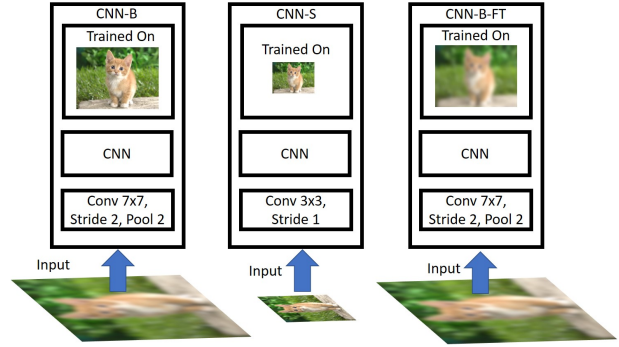 CNN-B
Trained On
CNN
Conv 7x7,
Stride 2, Pool 2
Input
CNN-S
Trained On
CNN
Conv 3x3,
Stride 1
Input
CNN-B-FT
Trained On
CNN
Conv 7x7,
Stride 2, Pool 2
Input